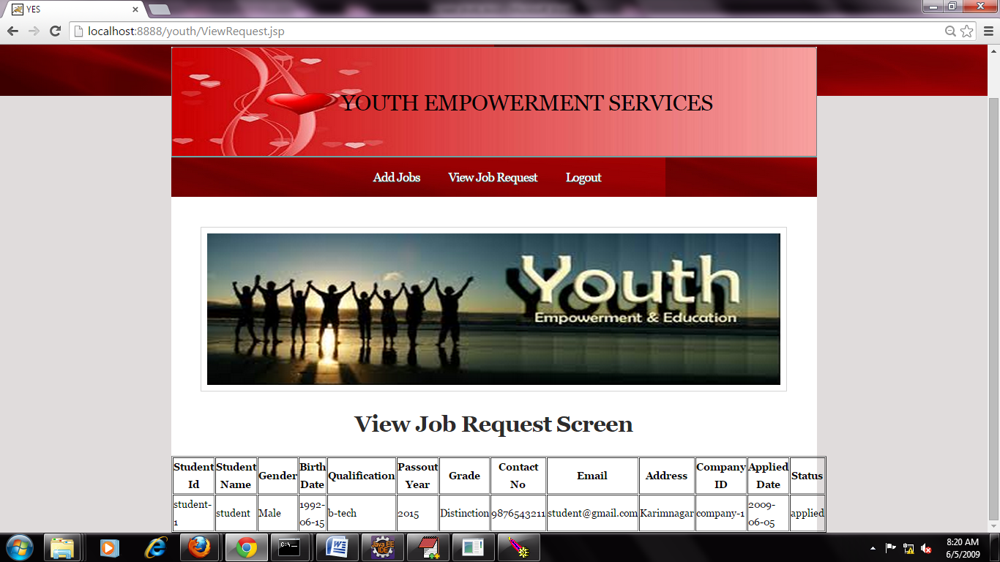 YES
localhost:8888/youth/ViewRequest.jsp
YOUTH EMPOWERMENT SERVICES
Add Jobs View Job Request Logout
Youth
Empowerment & Education
View Job Request Screen
Student Id Student Name Gender Birth Date Qualification Passout Year Grade Contact No Email Address Company ID Applied Date Status
student-1 student Male 1992-06-15 b-tech 2015 Distinction 9876543211 student@gmail.com Karimnagar company-1 2009-06-05 applied
C:\_
W
Java EE
IDE
8:20 AM
6/5/2009